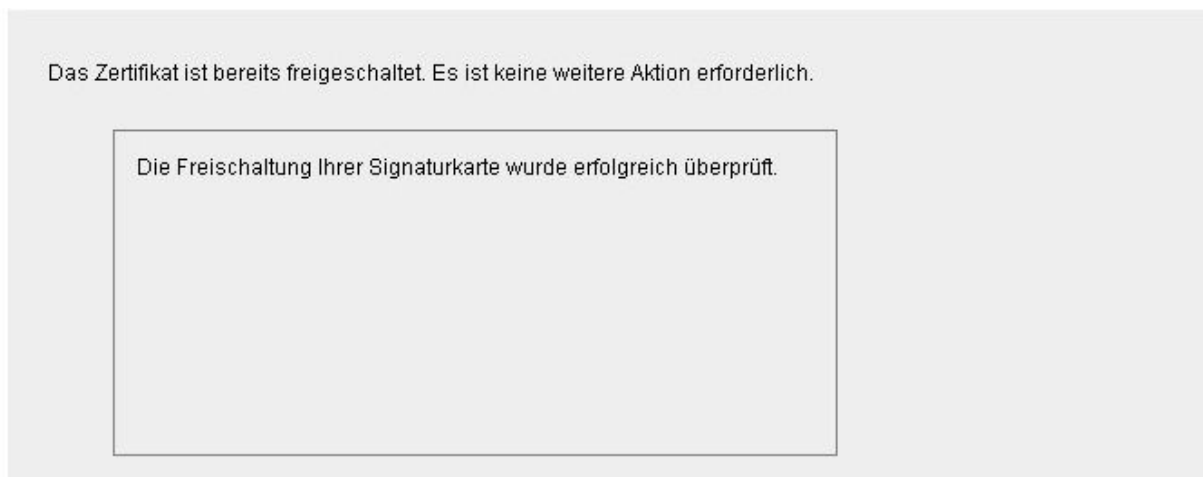 Das Zertifikat ist bereits freigeschaltet. Es ist keine weitere Aktion erforderlich.
Die Freischaltung Ihrer Signaturkarte wurde erfolgreich überprüft.